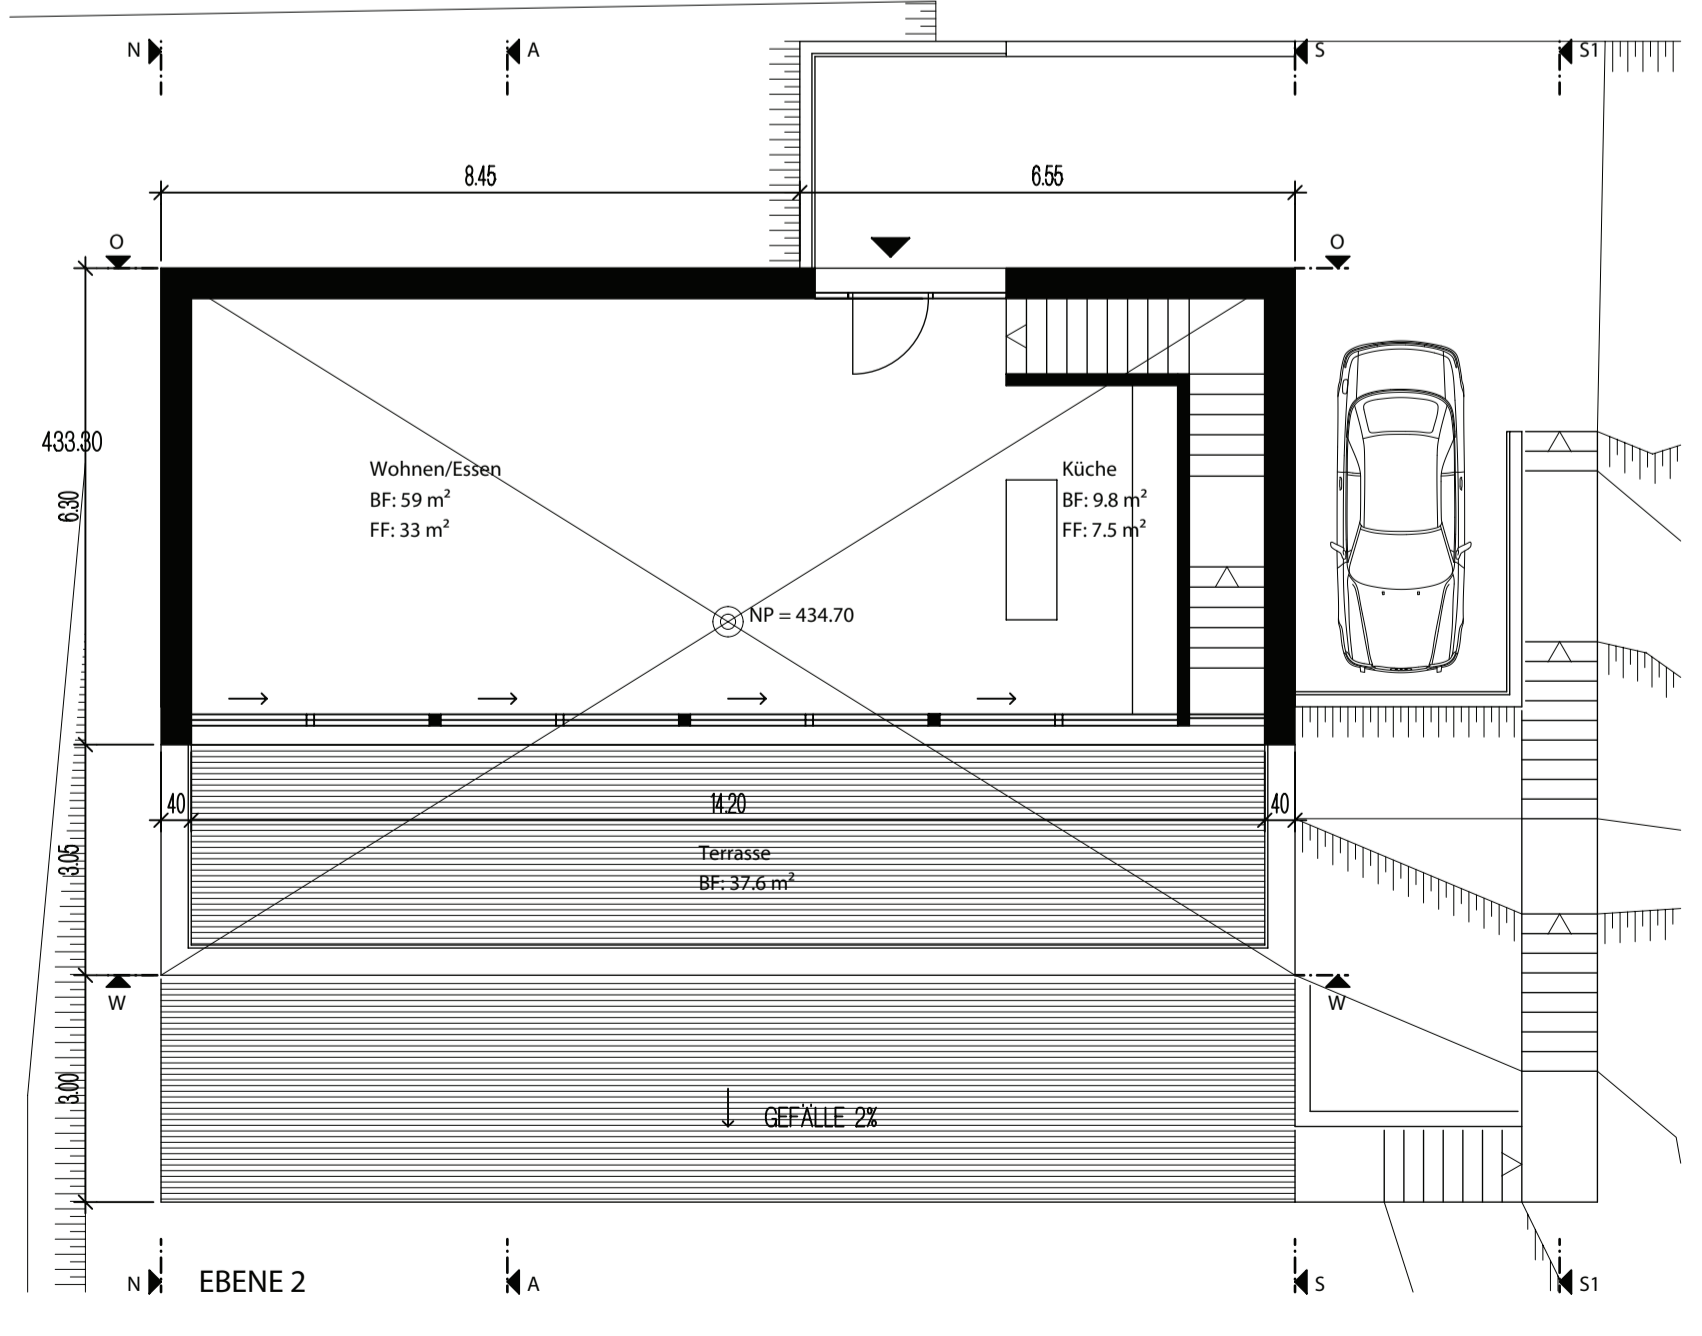 N
A
S
S1
8.45
6.55
O
O
433.30
6.30
Wohnen/Essen
BF: 59 m²
FF: 33 m²
Küche
BF: 9.8 m²
FF: 7.5 m²
NP = 434.70
40
14.20
40
3.05
Terrasse
BF: 37.6 m²
W
W
3.00
GEFÄLLE 2%
N
EBENE 2
A
S
S1